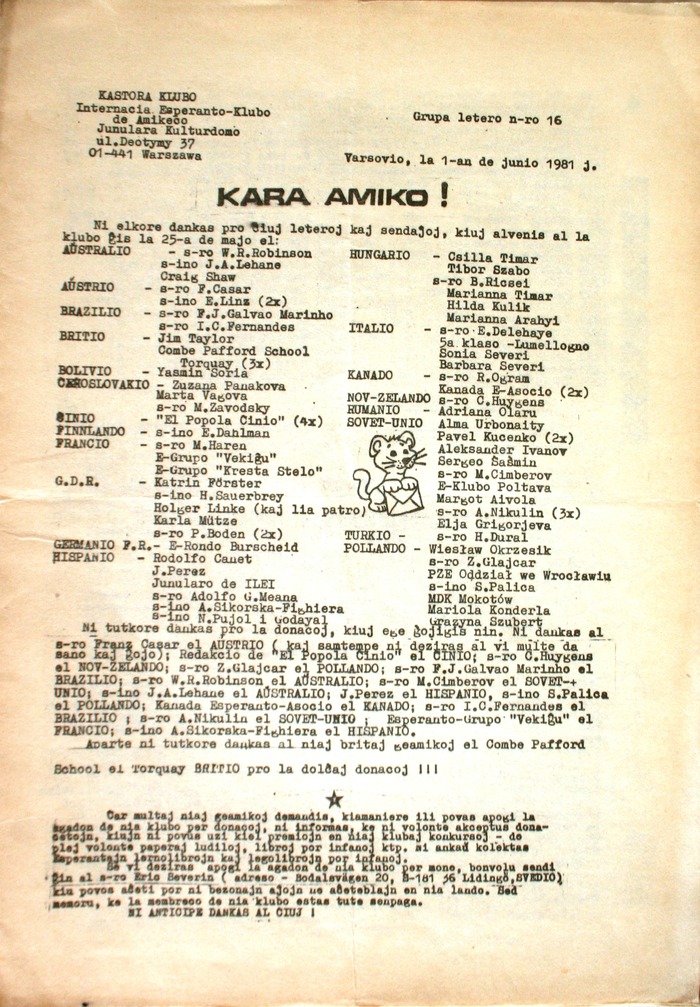 KASTORA KLUBO
Internacia Esperanto-Klubo
de Amikeco
Junulara Kulturdomo
ul.Deotymy 37
01-441 Warszawa
Grupa letero n-ro 16
Varsovio, la 1-an de junio 1981 j.
KARA AMIKO !
Ni elkore dankas pro ĉiuj leteroj kaj sendaĵoj, kiuj alvenis al la
klubo ĝis la 25-a de majo el:
AŬSTRALIO - s-ro W.R.Robinson
s-ino J.A.Lehane
Craig Shaw
AŬSTRIO - s-ro F.Casar
s-ino E.Linz (2x)
BRAZILIO - s-ro F.J.Galvao Marinho
s-ro I.C.Fernandes
BRITIO - Jim Taylor
Combe Pafford School
Torquay (3x)
BOLIVIO - Yasmin Soria
ĈEĤOSLOVAKIO - Zuzana Panakova
Marta Vagova
s-ro M.Zavodsky
ĈINIO - "El Popola Ĉinio" (4x)
FINNLANDO - s-ino E.Dahlman
FRANCIO - s-ro M.Haren
E-Grupo "Vekiĝu"
E-Grupo "Kresta Stelo"
G.D.R. - Katrin Förster
s-ino H.Sauerbrey
Holger Linke (kaj lia patro)
Karla Mütze
s-ro P.Boden (2x)
GERMANIO F.R.- E-Rondo Burscheid
HISPANIO - Rodolfo Canet
J.Perez
Junularo de ILEI
s-ro Adolfo G.Meana
s-ino A.Sikorska-Fighiera
s-ino N.Pujol i Godayal
HUNGARIO - Csilla Timar
Tibor Szabo
s-ro B.Ricsei
Marianna Timar
Hilda Kulik
Marianna Arahyi
ITALIO - s-ro E.Delehaye
5a klaso -Lumellogno
Sonia Severi
Barbara Severi
KANADO - s-ro R.Ogram
Kanada E-Asocio (2x)
NOV-ZELANDO s-ro C.Huygens
RUMANIO - Adriana Olaru
SOVET-UNIO Alma Urbonaity
Pavel Kucenko (2x)
Aleksander Ivanov
Sergeo Ŝaŝmin
s-ro M.Cimberov
E-Klubo Poltava
Margot Aivola
s-ro A.Nikulin (3x)
Elja Grigorjeva
TURKIO - s-ro H.Dural
POLLANDO - Wiesław Okrzesik
s-ro Z.Glajcar
PZE Oddział we Wrocławiu
s-ino S.Palica
MDK Mokotów
Mariola Konderla
Grazyna Szubert
Ni tutkore dankas pro la donacoj, kiuj ege ĝojigis nin. Ni dankas al
s-ro Franz Casar el AŬSTRIO ( kaj samtempe ni deziras al vi multe da
sano kaj ĝojo); Redakcio de "El Popola Ĉinio" el ĈINIO; s-ro C.Huygens
el NOV-ZELANDO; s-ro Z.Glajcar el POLLANDO; s-ro F.J.Galvao Marinho el
BRAZILIO; s-ro W.R.Robinson el AŬSTRALIO; s-ro M.Cimberov el SOVET-+
UNIO; s-ino J.A.Lehane el AŬSTRALIO; J.Perez el HISPANIO, s-ino S.Palica
el POLLANDO; Kanada Esperanto-Asocio el KANADO; s-ro I.C.Fernandes el
BRAZILIO ; s-ro A.Nikulin el SOVET-UNIO ; Esperanto-Grupo "Vekiĝu" el
FRANCIO; s-ino A.Sikorska-Fighiera el HISPANIO.
Aparte ni tutkore dankas al niaj britaj geamikoj el Combe Pafford
School el Torquay BRITIO pro la dolĉaj donacoj !!!
Ĉar multaj niaj geamikoj demandis, kiamaniere ili povas apogi la
agadon de nia klubo per donacoj, ni informas, ke ni volonte akceptus dona-
cetojn, kiujn ni povus uzi kiel premiojn en niaj klubaj konkursoj - do
plej volonte paperaj ludiloj, libroj por infanoj ktp. Ni ankaŭ kolektas
Esperantajn lernolibrojn kaj legolibrojn por infanoj.
Se vi deziras apogi la agadon de nia klubo per mono, bonvolu sendi
ĝin al s-ro Eric Severin ( adreso - Bodalsvägen 20, B-181 36 Lidingö,SVEDIO)
kiu povos aĉeti por ni bezonajn aĵojn ne aĉeteblajn en nia lando. Sed
memoru, ke la membreco de nia klubo estas tute senpaga.
NI ANTICIPE DANKAS AL ĈIUJ !